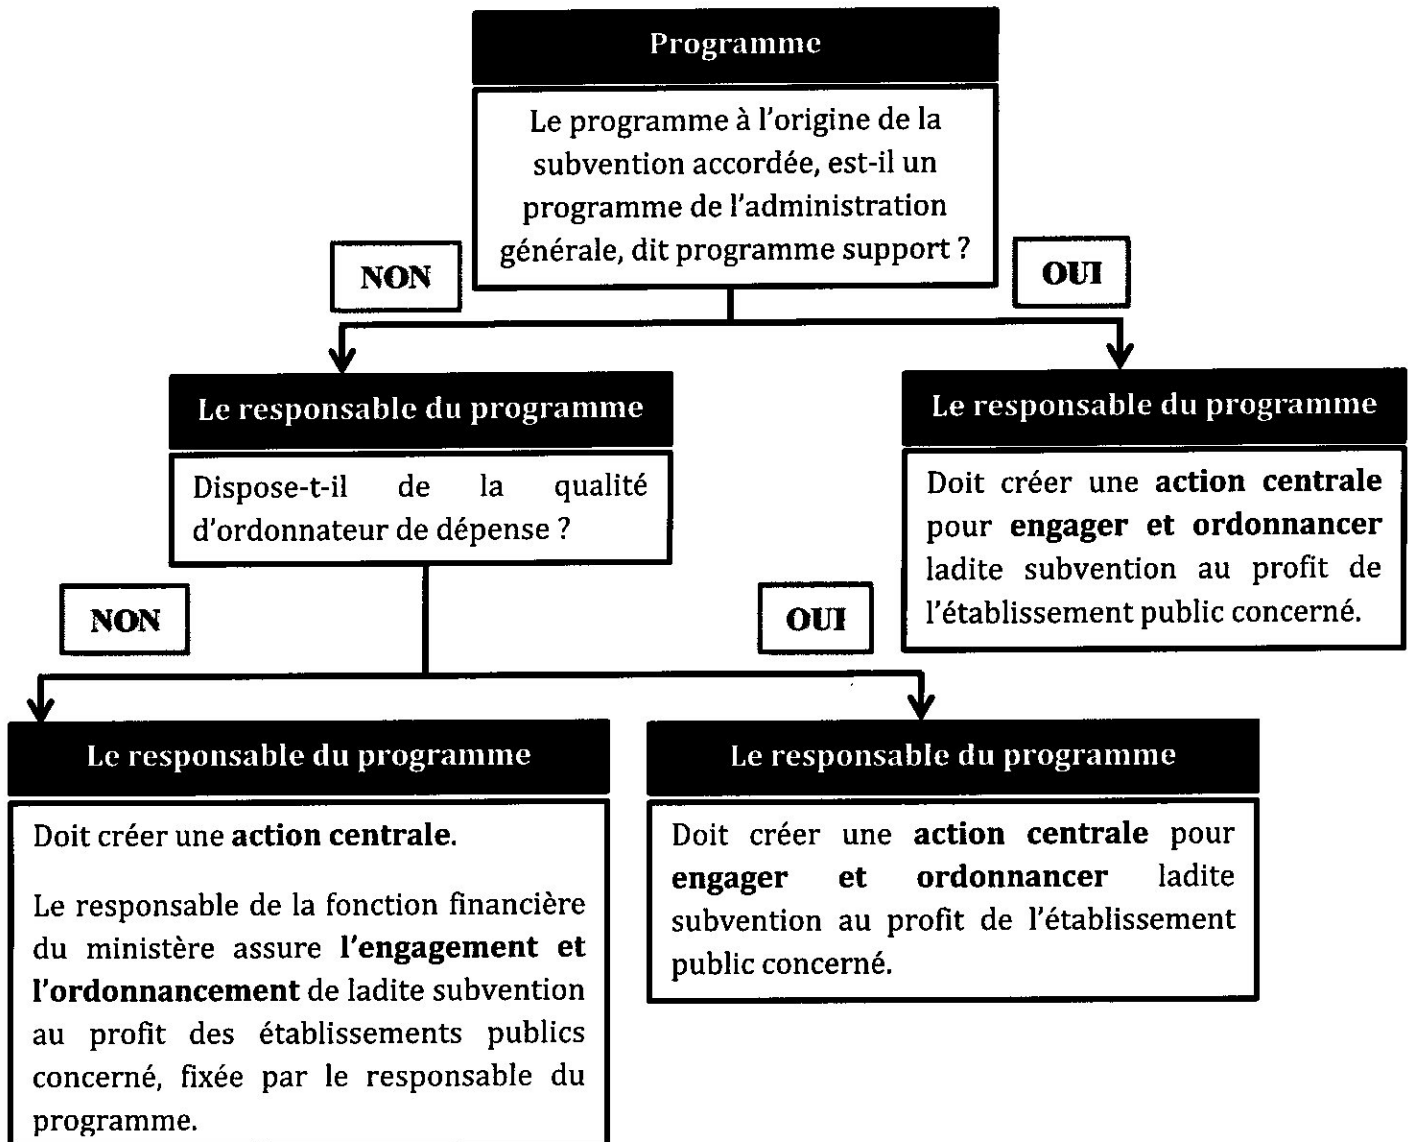 Programme
Le programme à l'origine de la
subvention accordée, est-il un
programme de l'administration
générale, dit programme support ?
NON
OUI
Le responsable du programme
Dispose-t-il de la qualité
d'ordonnateur de dépense ?
Le responsable du programme
Doit créer une action centrale
pour engager et ordonnancer
ladite subvention au profit de
l'établissement public concerné.
NON
OUI
Le responsable du programme
Doit créer une action centrale.
Le responsable de la fonction financière
du ministère assure l'engagement et
l'ordonnancement de ladite subvention
au profit des établissements publics
concerné, fixée par le responsable du
programme.
Le responsable du programme
Doit créer une action centrale pour
engager et ordonnancer ladite
subvention au profit de l'établissement
public concerné.